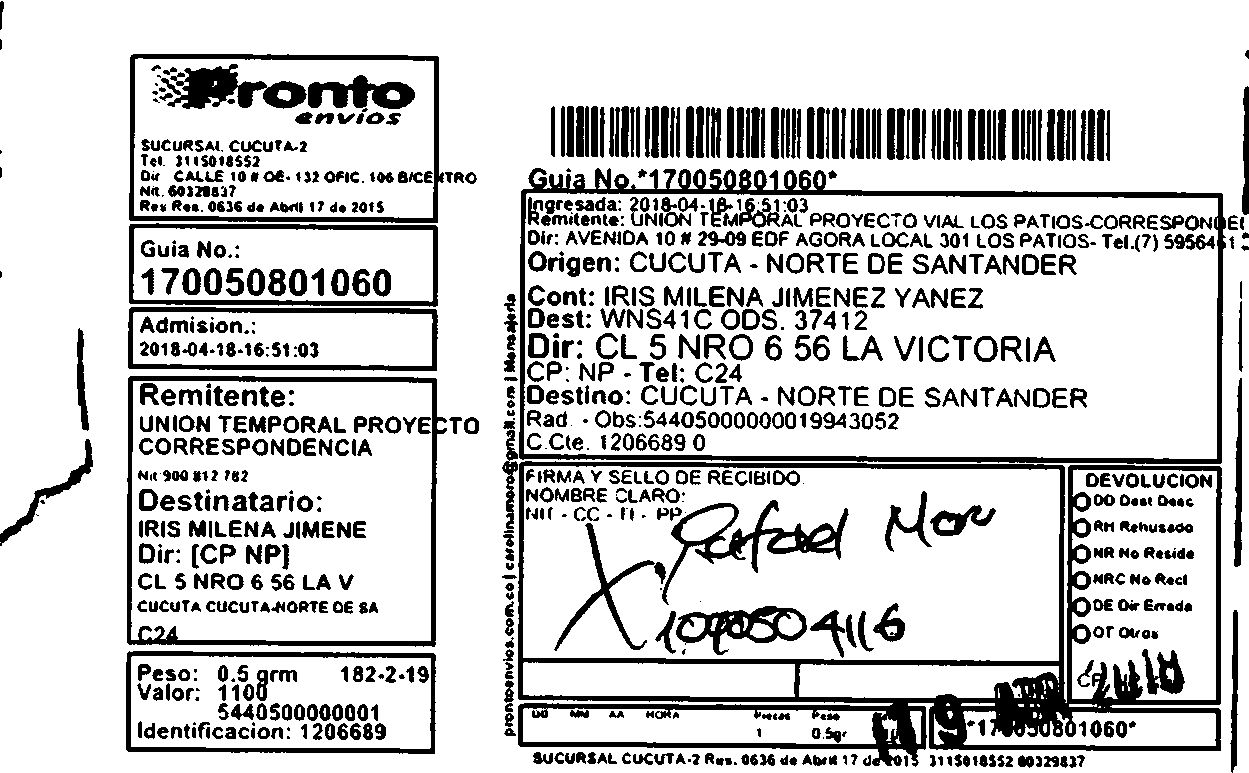 Pronto
envíos
SUCURSAL CUCUTA-2
Tel. 3115018552
Dir CALLE 10 # OE- 132 OFIC. 106 B/CENTRO
Nit. 60329837
Res Res. 0636 de Abril 17 de 2015
Guia No.:
170050801060
Admision.:
2018-04-18-16:51:03
Remitente:
UNION TEMPORAL PROYECTO
CORRESPONDENCIA
Nit 900 812 782
Destinatario:
IRIS MILENA JIMENE
Dir: [CP NP]
CL 5 NRO 6 56 LA V
CUCUTA CUCUTA-NORTE DE SA
C24
Peso: 0.5 grm 182-2-19
Valor: 1100
5440500000001
Identificacion: 1206689
prontoenvios.com.co | carolinamoro@gmail.com | Mensajeria
Guia No.*170050801060*
Ingresada: 2018-04-18-16:51:03
Remitente: UNION TEMPORAL PROYECTO VIAL LOS PATIOS-CORRESPONDE
Dir: AVENIDA 10 # 29-09 EDF AGORA LOCAL 301 LOS PATIOS- Tel.(7) 5956461
Origen: CUCUTA - NORTE DE SANTANDER
Cont: IRIS MILENA JIMENEZ YANEZ
Dest: WNS41C ODS. 37412
Dir: CL 5 NRO 6 56 LA VICTORIA
CP: NP - Tel: C24
Destino: CUCUTA - NORTE DE SANTANDER
Rad. - Obs:54405000000019943052
C.Cte. 1206689 0
FIRMA Y SELLO DE RECIBIDO
NOMBRE CLARO:
NIT - CC - TI - PP
Rafael Mor
1090504116
DEVOLUCION
DD Dest Desc
RH Rehusado
NR No Reside
NRC No Recl
DE Dir Errada
OT Otros
DD MM AA HORA Piezas Peso
1 0.5gr
19 ABR
*170050801060*
SUCURSAL CUCUTA-2 Res. 0636 de Abril 17 de 2015 3115018552 60329837